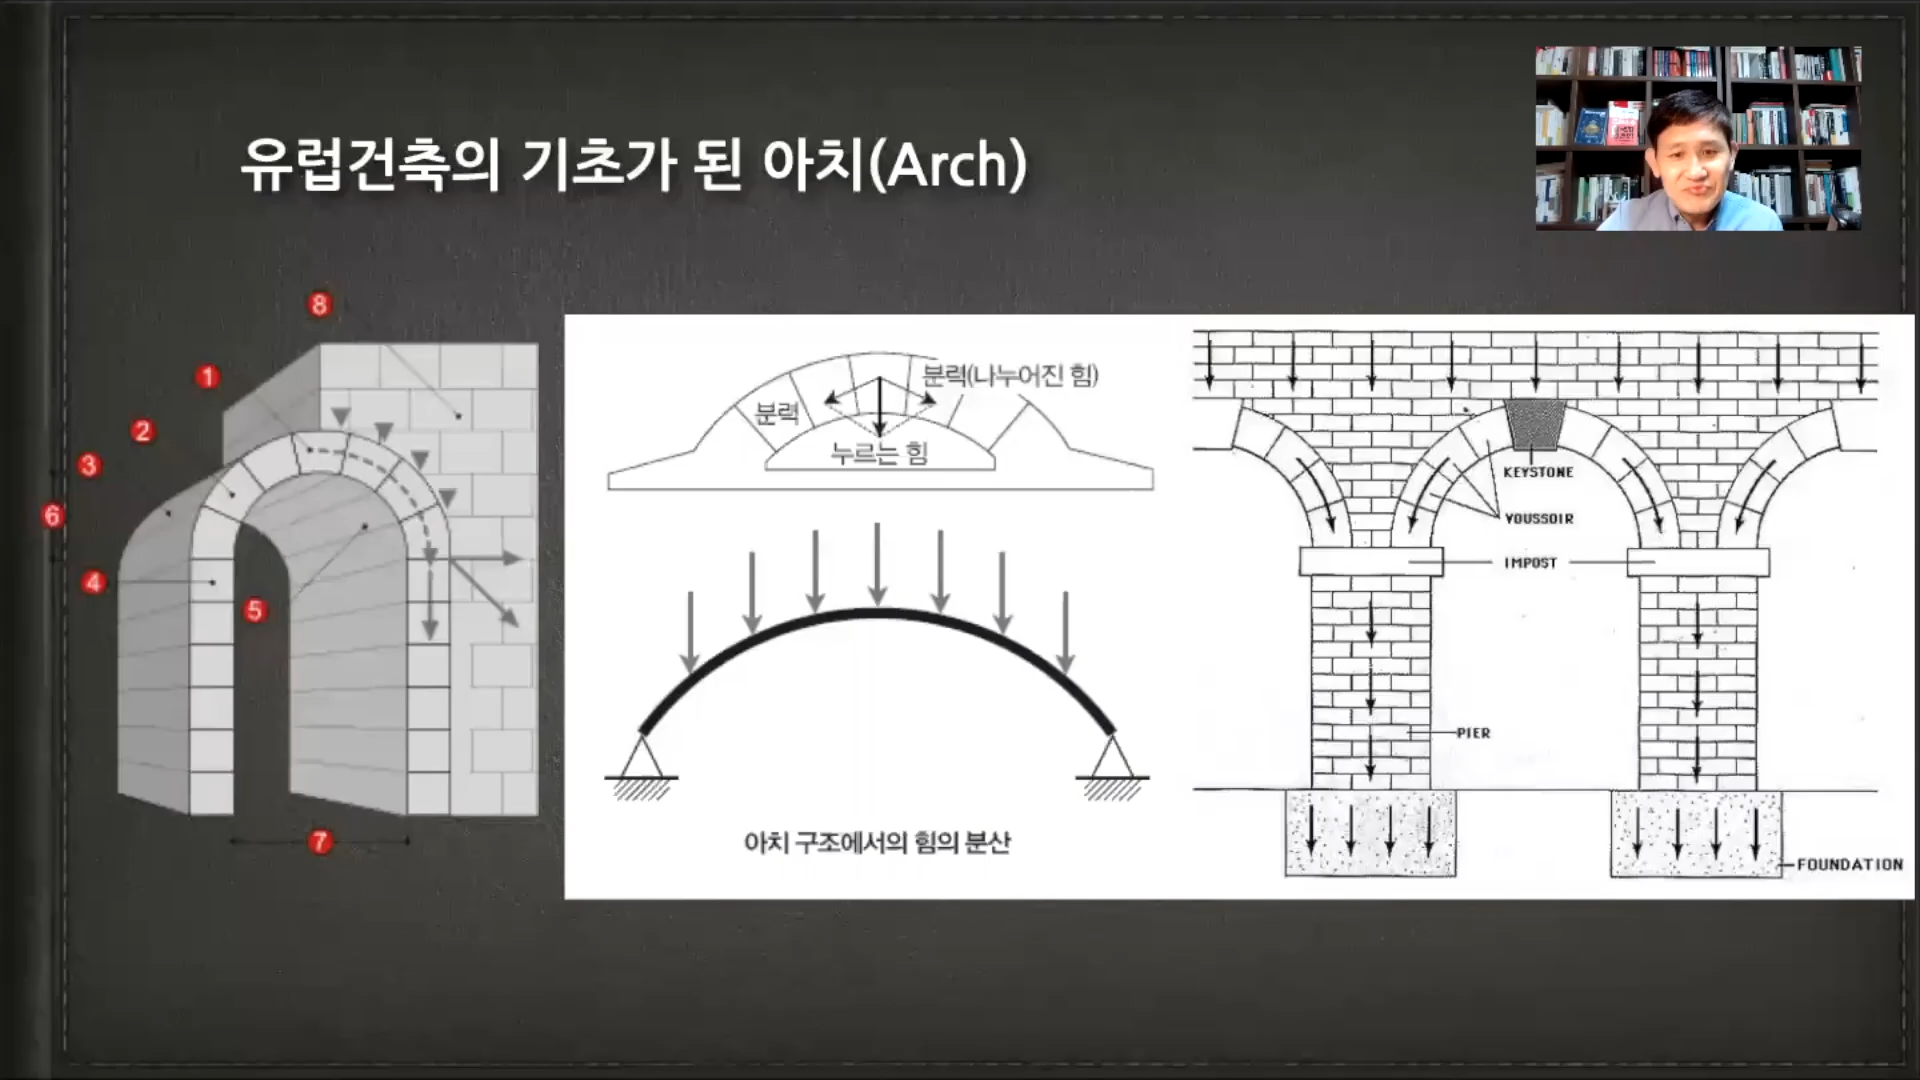 유럽건축의 기초가 된 아치(Arch)
8
1
2
3
6
4
5
7
분력(나누어진 힘)
분력
누르는 힘
아치 구조에서의 힘의 분산
KEYSTONE
VOUSSOIR
IMPOST
PIER
FOUNDATION